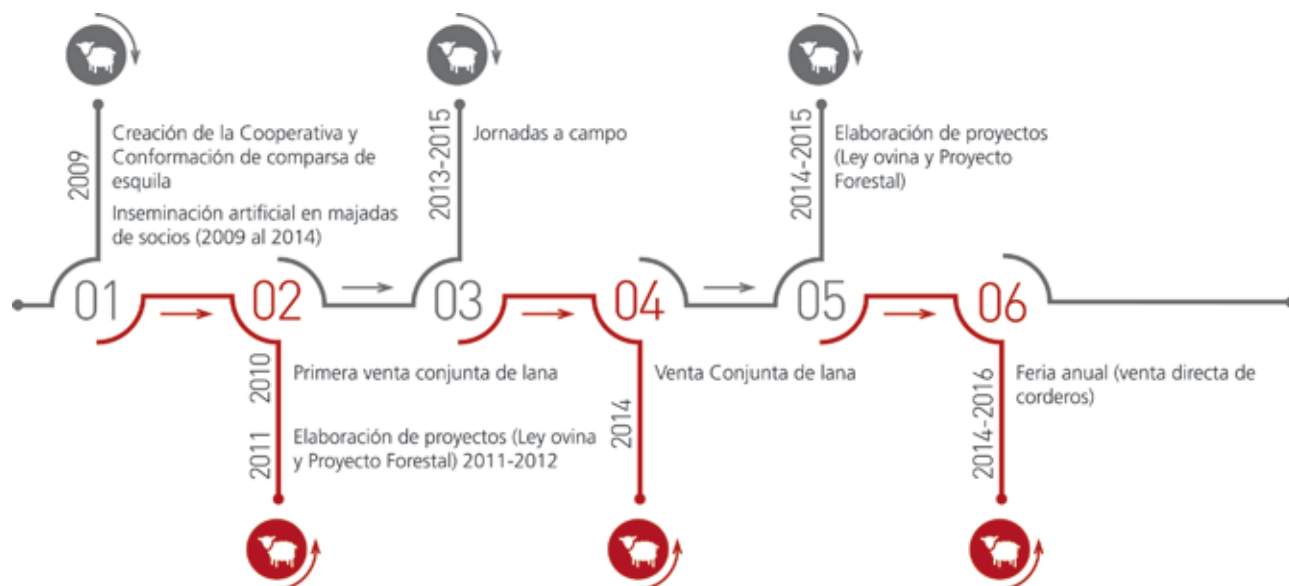 2009
Creación de la Cooperativa y
Conformación de comparsa de
esquila
Inseminación artificial en majadas
de socios (2009 al 2014)
2013-2015
Jornadas a campo
2014-2015
Elaboración de proyectos
(Ley ovina y Proyecto
Forestal)
01
02
03
04
05
06
2010
Primera venta conjunta de lana
2011
Elaboración de proyectos (Ley ovina
y Proyecto Forestal) 2011-2012
2014
Venta Conjunta de lana
2014-2016
Feria anual (venta directa de
corderos)